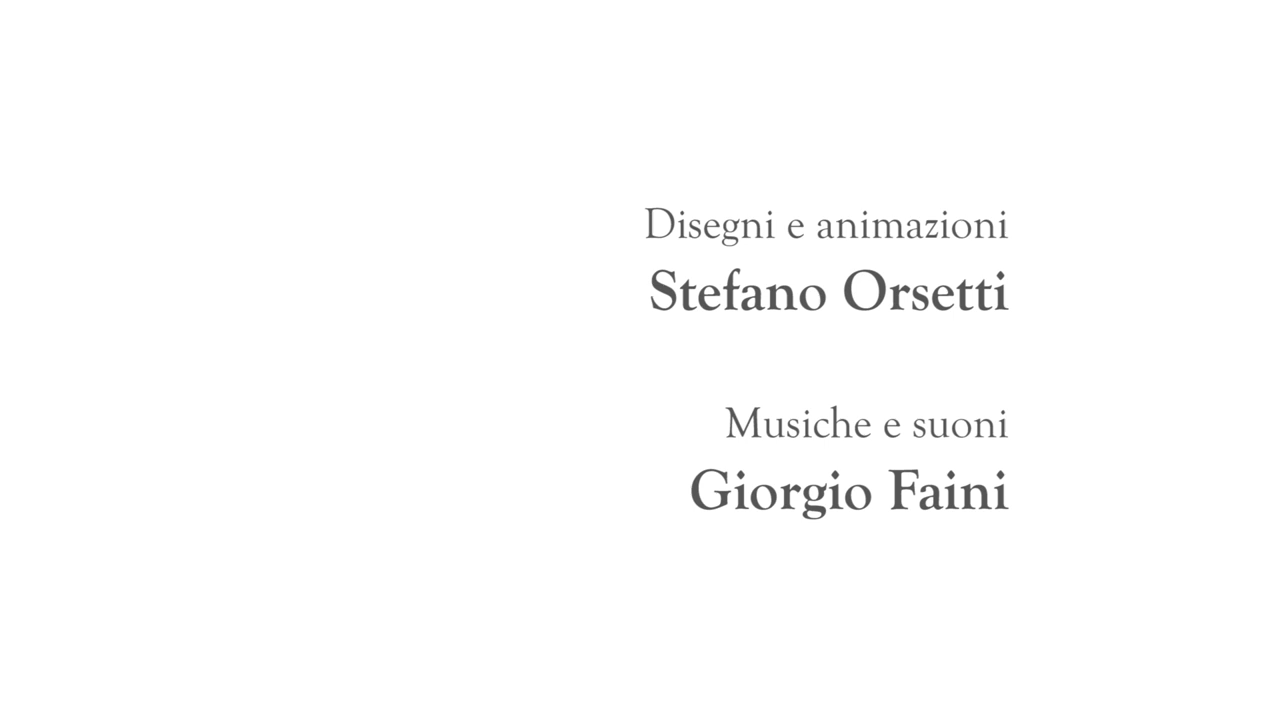 Disegni e animazioni
Stefano Orsetti
Musiche e suoni
Giorgio Faini